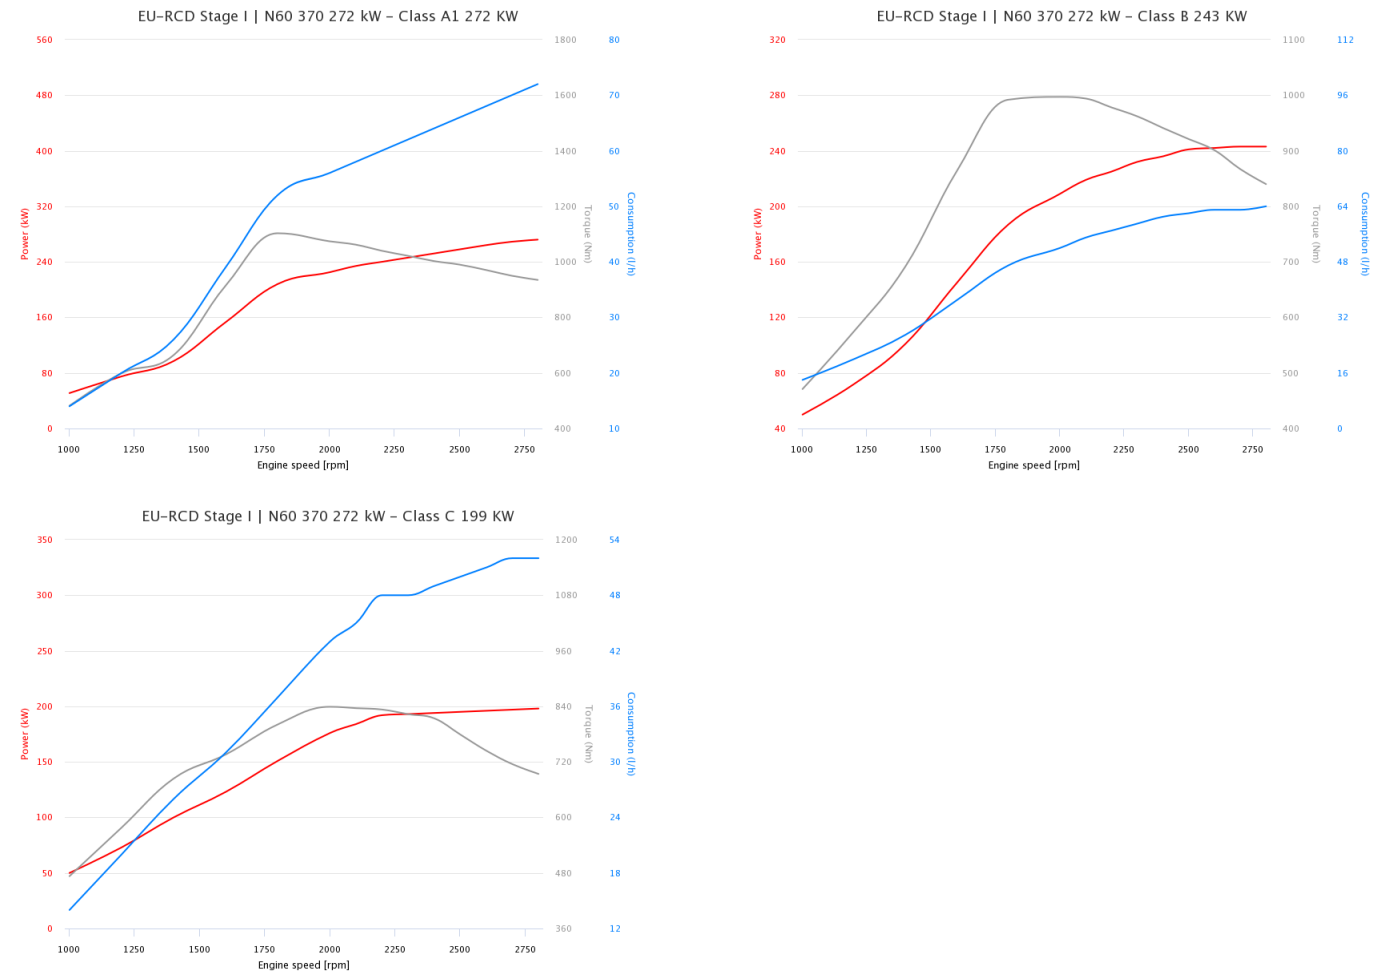 EU-RCD Stage I | N60 370 272 kW - Class A1 272 KW
560 1800 80
480 1600 70
400 1400 60
320 1200 50
240 1000 40
160 800 30
80 600 20
0 400 10
Power (kW)
Torque (Nm)
Consumption (l/h)
1000 1250 1500 1750 2000 2250 2500 2750
Engine speed [rpm]
EU-RCD Stage I | N60 370 272 kW - Class B 243 KW
320 1100 112
280 1000 96
240 900 80
200 800 64
160 700 48
120 600 32
80 500 16
40 400 0
Power (kW)
Torque (Nm)
Consumption (l/h)
1000 1250 1500 1750 2000 2250 2500 2750
Engine speed [rpm]
EU-RCD Stage I | N60 370 272 kW - Class C 199 KW
350 1200 54
300 1080 48
250 960 42
200 840 36
150 720 30
100 600 24
50 480 18
0 360 12
Power (kW)
Torque (Nm)
Consumption (l/h)
1000 1250 1500 1750 2000 2250 2500 2750
Engine speed [rpm]